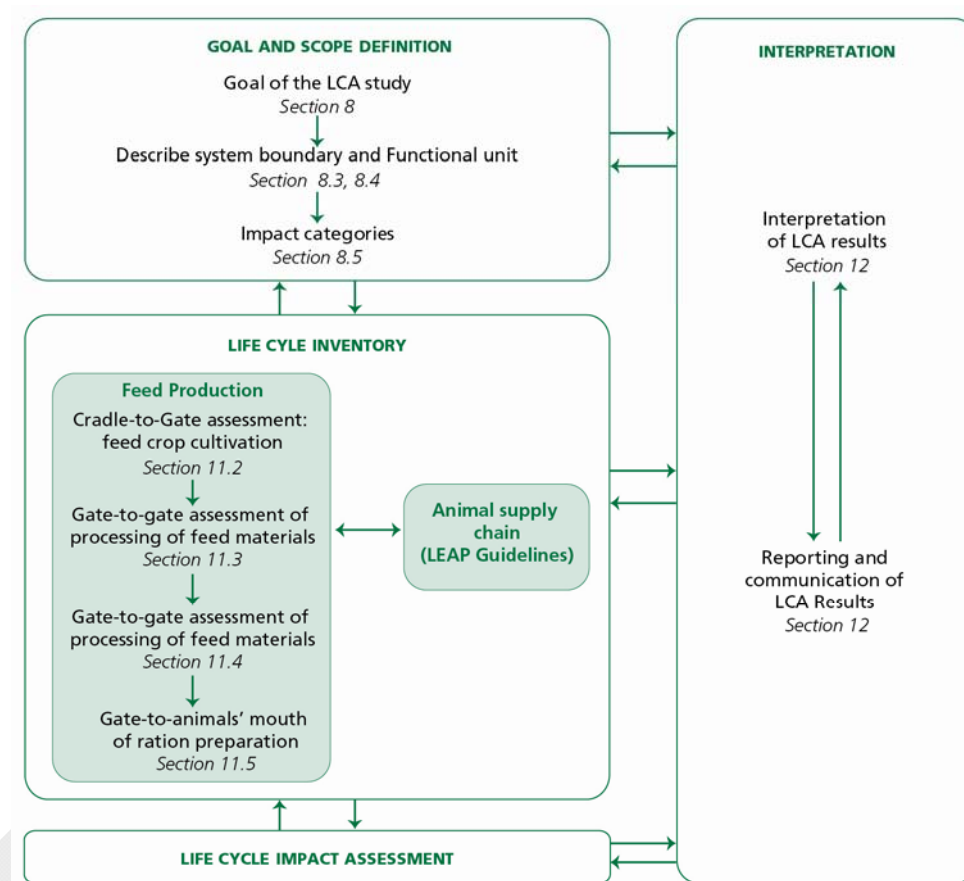 GOAL AND SCOPE DEFINITION
Goal of the LCA study
Section 8
Describe system boundary and Functional unit
Section 8.3, 8.4
Impact categories
Section 8.5
LIFE CYLE INVENTORY
Feed Production
Cradle-to-Gate assessment:
feed crop cultivation
Section 11.2
Gate-to-gate assessment of
processing of feed materials
Section 11.3
Gate-to-gate assessment of
processing of feed materials
Section 11.4
Gate-to-animals’ mouth
of ration preparation
Section 11.5
Animal supply
chain
(LEAP Guidelines)
LIFE CYCLE IMPACT ASSESSMENT
INTERPRETATION
Interpretation
of LCA results
Section 12
Reporting and
communication of
LCA Results
Section 12